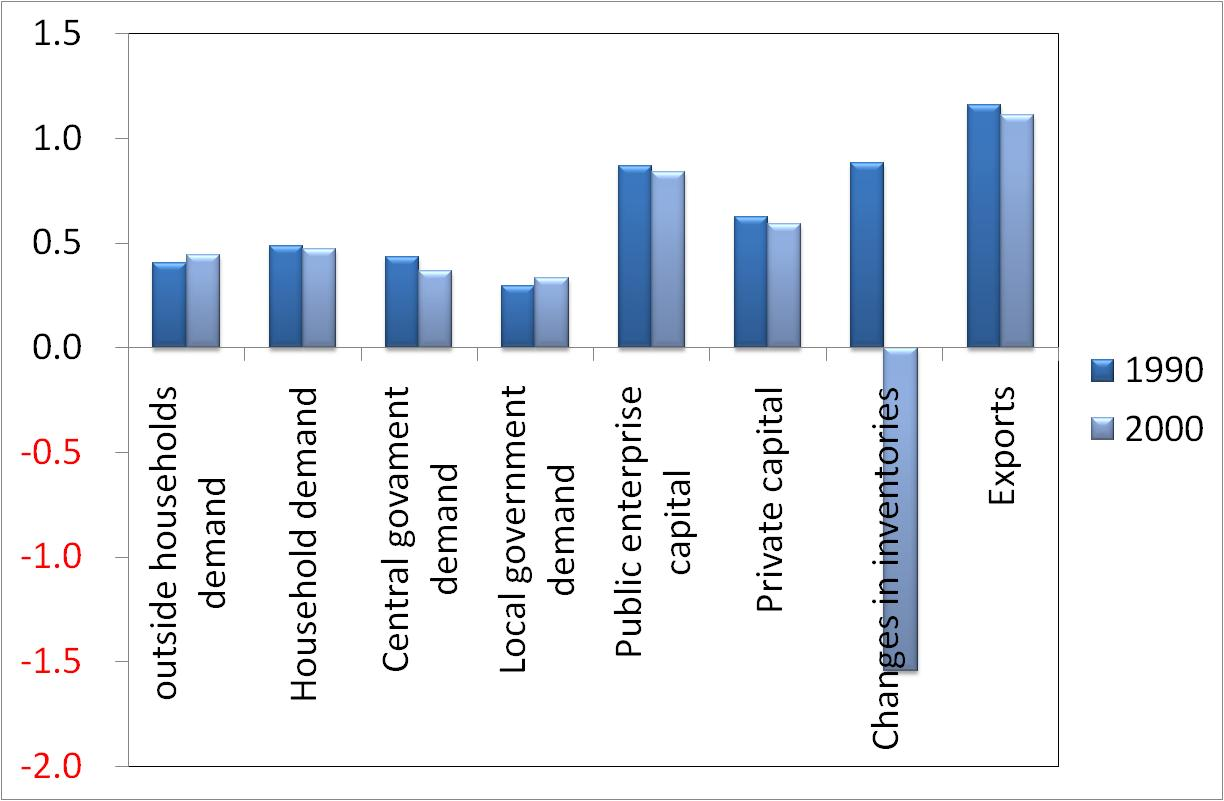 1.5
1.0
0.5
0.0
-0.5
-1.0
-1.5
-2.0
outside households
demand
Household demand
Central govament
demand
Local government
demand
Public enterprise
capital
Private capital
Changes in inventories
Exports
1990
2000